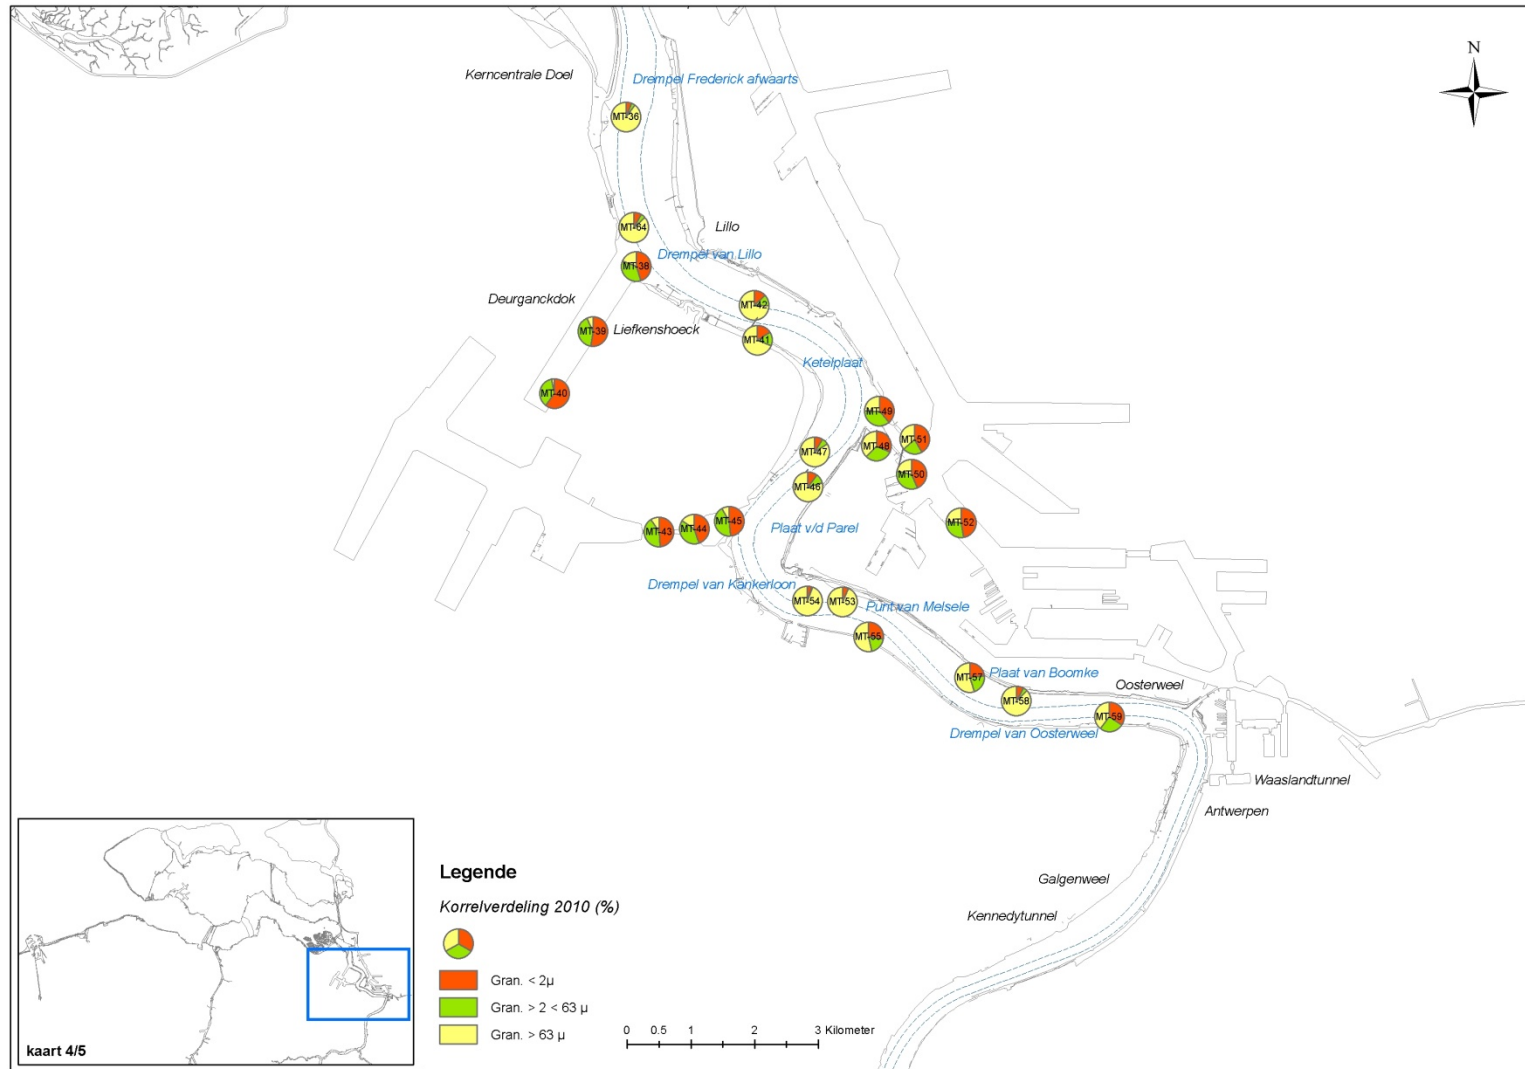 Kerncentrale Doel
Drempel Frederick afwaarts
N
MT-36
MT-64
Lillo
Drempel van Lillo
MT-38
Deurganckdok
MT-42
MT-39
Liefkenshoeck
MT-41
Ketelplaat
MT-40
MT-49
MT-51
MT-48
MT-47
MT-50
MT-46
MT-45
MT-52
MT-44
MT-43
Plaat v/d Parel
Drempel van Kankerloon
MT-54
MT-53
Punt van Melsele
MT-55
Plaat van Boomke
MT-57
Oosterweel
MT-58
MT-59
Drempel van Oosterweel
Waaslandtunnel
Antwerpen
Galgenweel
Kennedytunnel
Legende
Korrelverdeling 2010 (%)
Gran. < 2µ
Gran. > 2 < 63 µ
Gran. > 63 µ
0 0.5 1 2 3 Kilometer
kaart 4/5